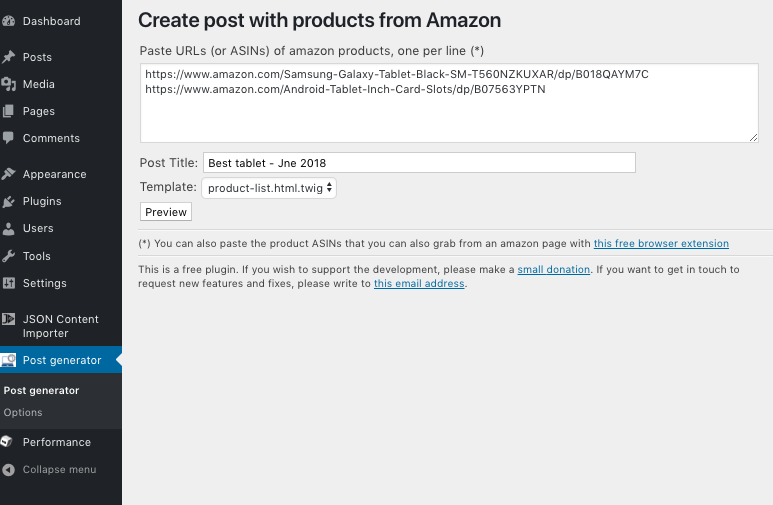 Dashboard
Posts
Media
Pages
Comments
Appearance
Plugins
Users
Tools
Settings
JSON Content
Importer
Post generator
Post generator
Options
Performance
Collapse menu
Create post with products from Amazon
Paste URLs (or ASINs) of amazon products, one per line (*)
https://www.amazon.com/Samsung-Galaxy-Tablet-Black-SM-T560NZKUXAR/dp/B018QAYM7C
https://www.amazon.com/Android-Tablet-Inch-Card-Slots/dp/B07563YPTN
Post Title: Best tablet - Jne 2018
Template: product-list.html.twig
Preview
(*) You can also paste the product ASINs that you can also grab from an amazon page with this free browser extension
This is a free plugin. If you wish to support the development, please make a small donation. If you want to get in touch to
request new features and fixes, please write to this email address.